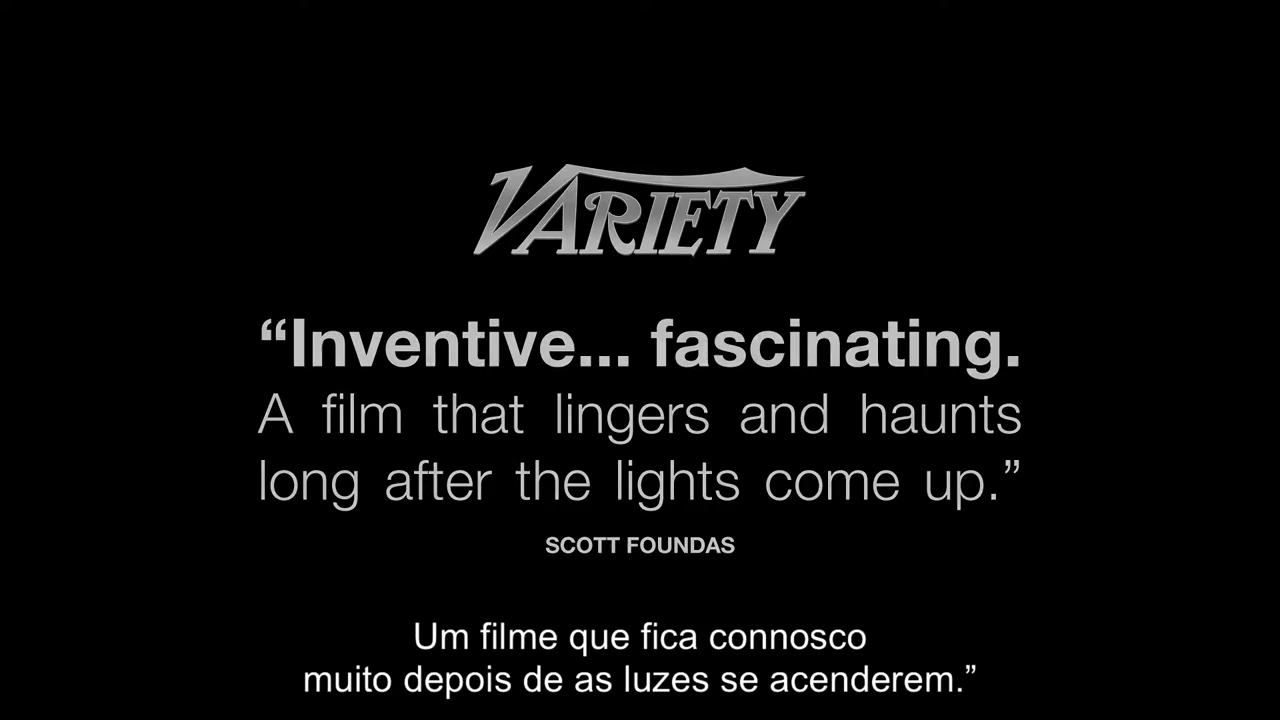 VARIETY
“Inventive... fascinating.
A film that lingers and haunts
long after the lights come up.”
SCOTT FOUNDAS
Um filme que fica connosco
muito depois de as luzes se acenderem.”